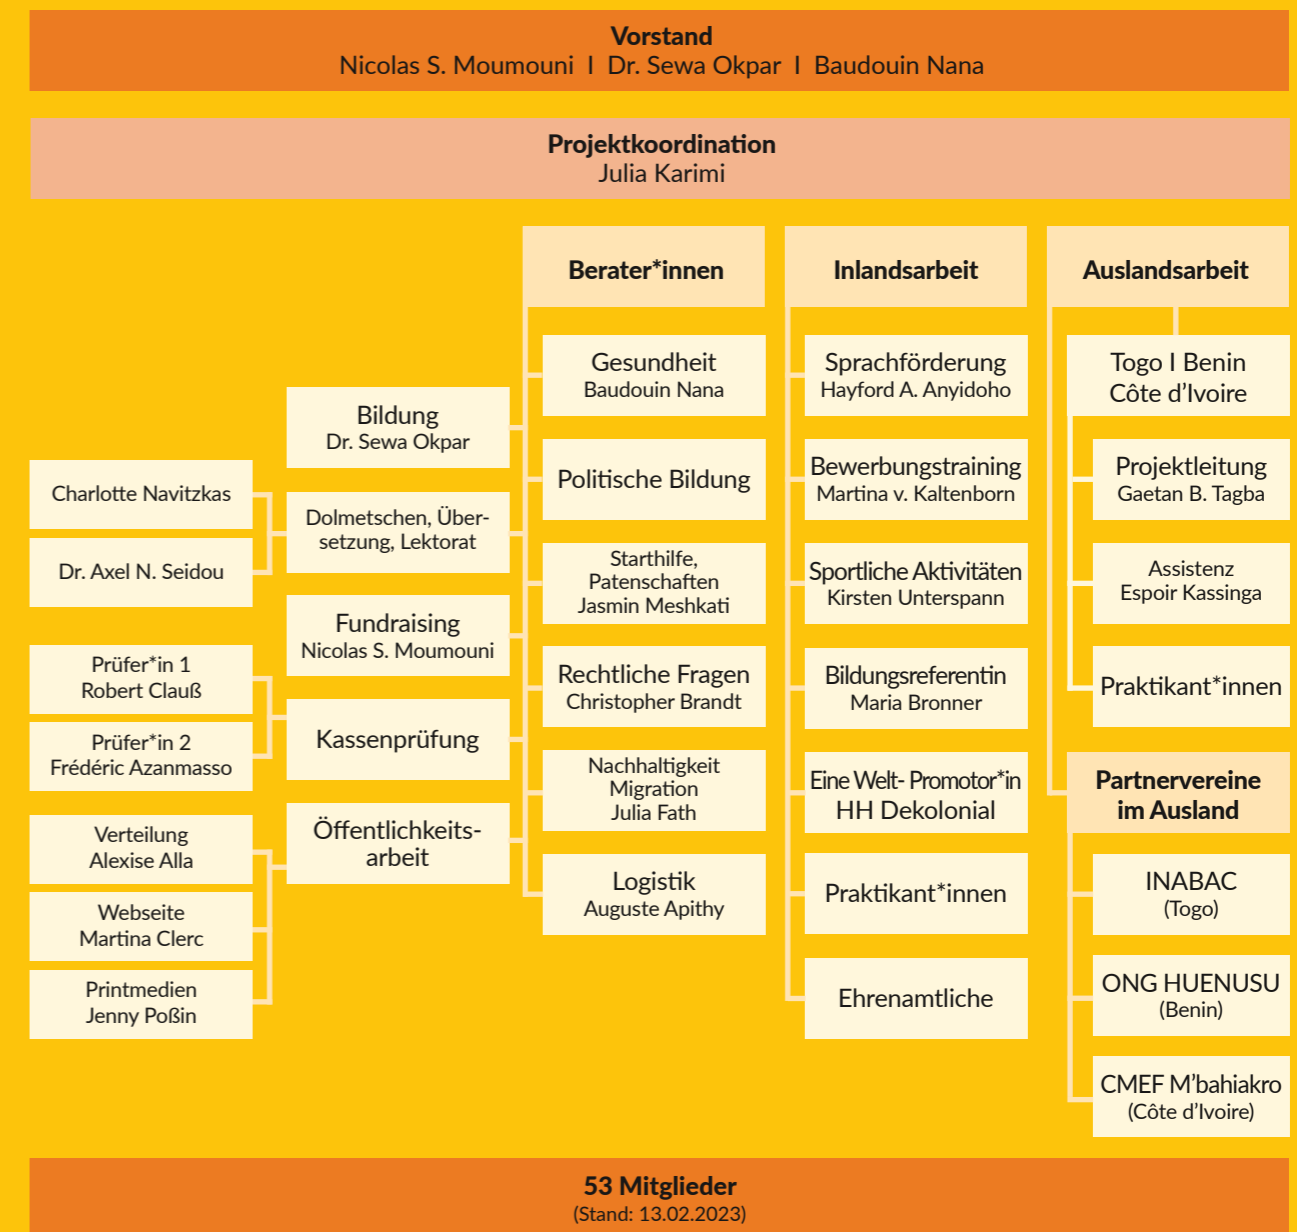 Vorstand
Nicolas S. Moumouni I Dr. Sewa Okpar I Baudouin Nana
Projektkoordination
Julia Karimi
Berater*innen
Gesundheit
Baudouin Nana
Politische Bildung
Starthilfe,
Patenschaften
Jasmin Meshkati
Rechtliche Fragen
Christopher Brandt
Nachhaltigkeit
Migration
Julia Fath
Logistik
Auguste Apithy
Bildung
Dr. Sewa Okpar
Dolmetschen, Über-
setzung, Lektorat
Charlotte Navitzkas
Dr. Axel N. Seidou
Fundraising
Nicolas S. Moumouni
Kassenprüfung
Prüfer*in 1
Robert Clauß
Prüfer*in 2
Frédéric Azanmasso
Öffentlichkeits-
arbeit
Verteilung
Alexise Alla
Webseite
Martina Clerc
Printmedien
Jenny Poßin
Inlandsarbeit
Sprachförderung
Hayford A. Anyidoho
Bewerbungstraining
Martina v. Kaltenborn
Sportliche Aktivitäten
Kirsten Unterspann
Bildungsreferentin
Maria Bronner
Eine Welt- Promotor*in
HH Dekolonial
Praktikant*innen
Ehrenamtliche
Auslandsarbeit
Togo I Benin
Côte d’Ivoire
Projektleitung
Gaetan B. Tagba
Assistenz
Espoir Kassinga
Praktikant*innen
Partnervereine
im Ausland
INABAC
(Togo)
ONG HUENUSU
(Benin)
CMEF M’bahiakro
(Côte d’Ivoire)
53 Mitglieder
(Stand: 13.02.2023)